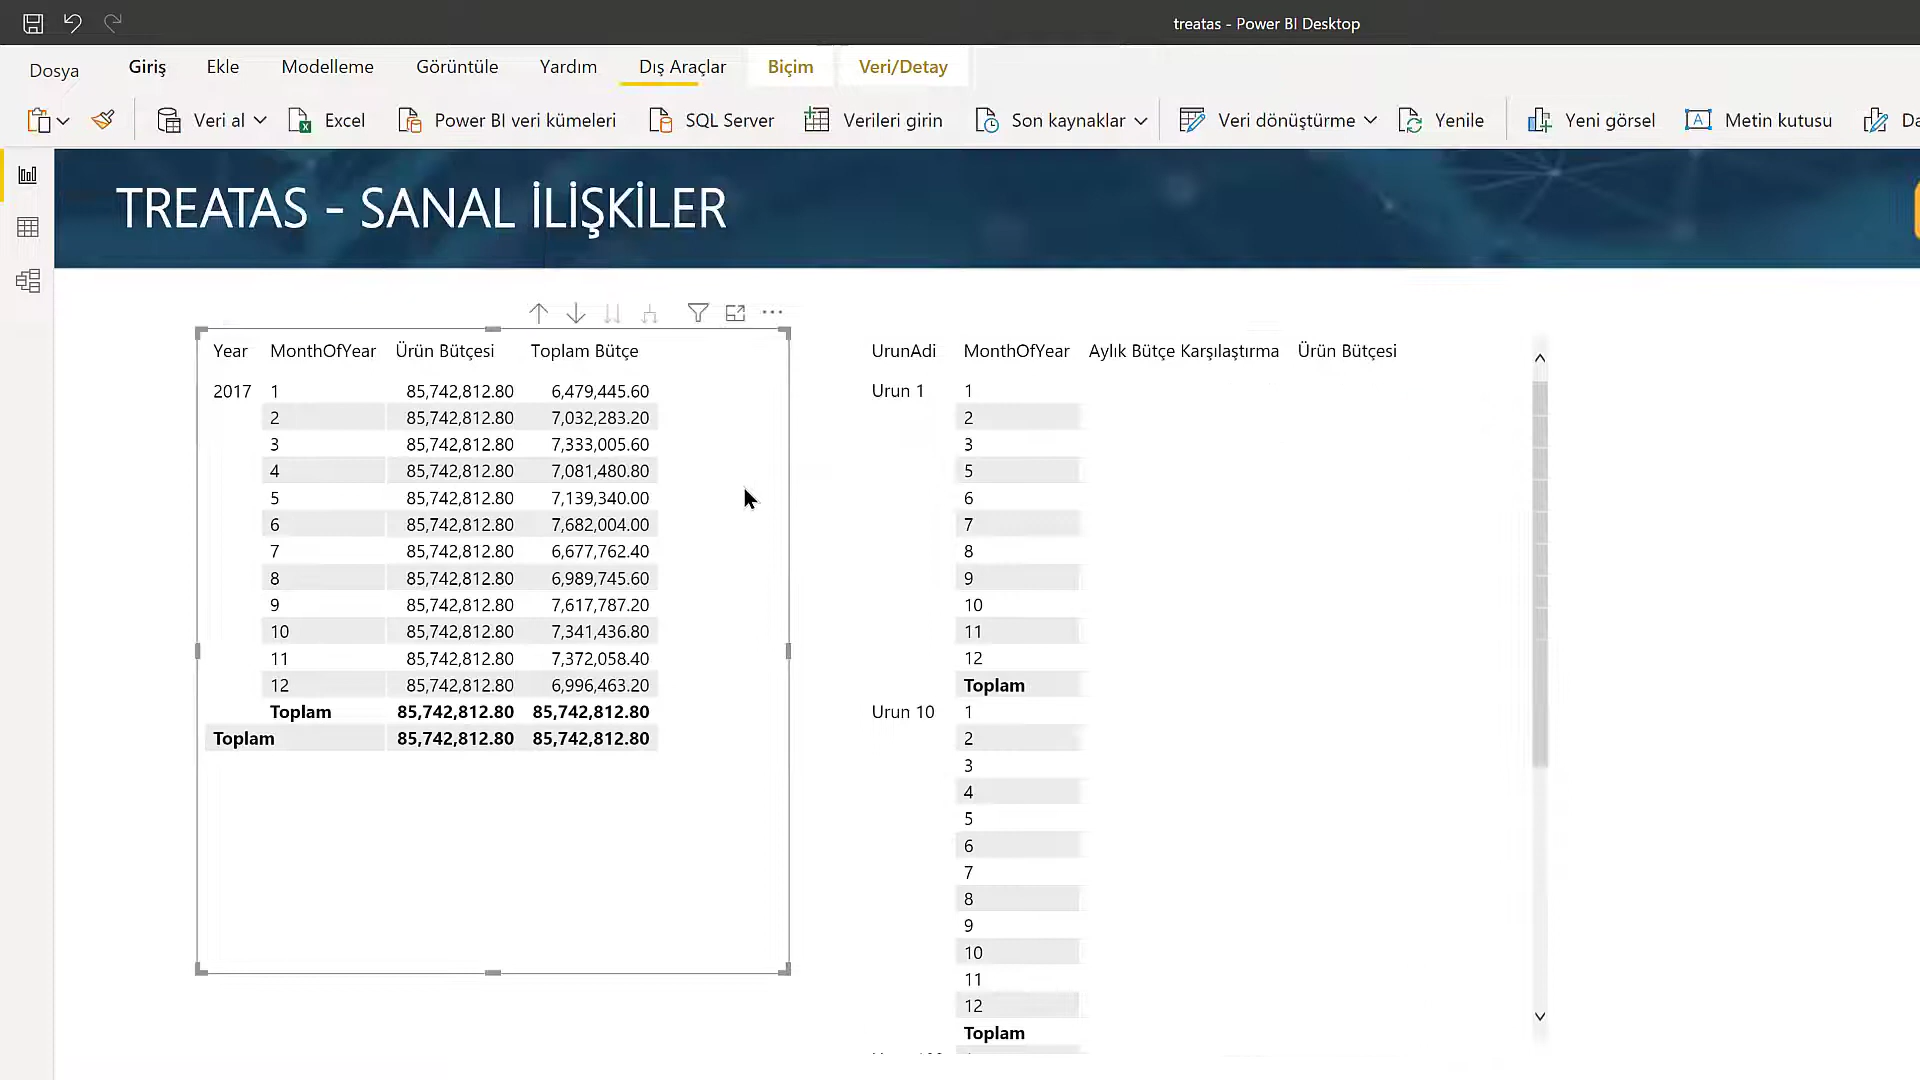 treatas - Power BI Desktop
Dosya Giriş Ekle Modelleme Görüntüle Yardım Dış Araçlar Biçim Veri/Detay
Veri al Excel Power BI veri kümeleri SQL Server Verileri girin Son kaynaklar Veri dönüştürme Yenile Yeni görsel Metin kutusu
TREATAS - SANAL İLİŞKİLER
Year MonthOfYear Ürün Bütçesi Toplam Bütçe
2017 1 85,742,812.80 6,479,445.60
2 85,742,812.80 7,032,283.20
3 85,742,812.80 7,333,005.60
4 85,742,812.80 7,081,480.80
5 85,742,812.80 7,139,340.00
6 85,742,812.80 7,682,004.00
7 85,742,812.80 6,677,762.40
8 85,742,812.80 6,989,745.60
9 85,742,812.80 7,617,787.20
10 85,742,812.80 7,341,436.80
11 85,742,812.80 7,372,058.40
12 85,742,812.80 6,996,463.20
Toplam 85,742,812.80 85,742,812.80
Toplam 85,742,812.80 85,742,812.80
UrunAdi MonthOfYear Aylık Bütçe Karşılaştırma Ürün Bütçesi
Urun 1 1
2
3
5
6
7
8
9
10
11
12
Toplam
Urun 10 1
2
3
4
5
6
7
8
9
10
11
12
Toplam